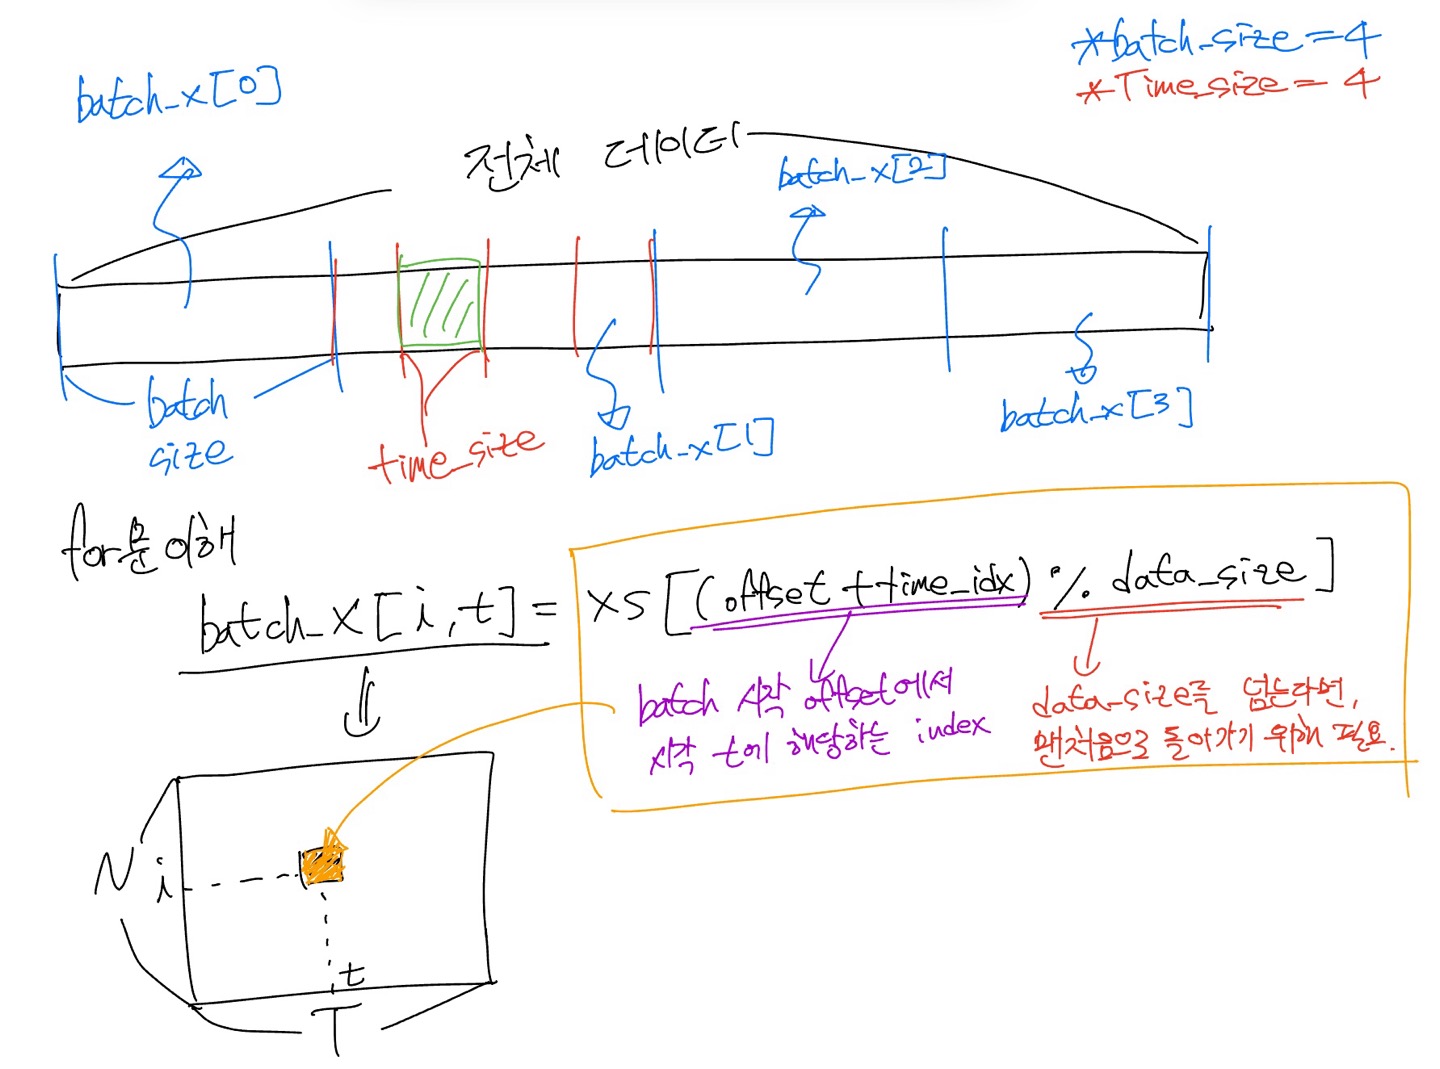 *batch_size=4
*Time_size=4
batch_x[0]
전체 데이터
batch_x[2]
batch
size
time_size
batch_x[1]
batch_x[3]
for문 이해
batch_x[i,t] = xs[(offset+time_idx) % data_size]
batch 시작 offset에서
시각 t에 해당하는 index
data_size를 넘는다면,
맨처음으로 돌아가기 위해 필요.
N
i
t
T